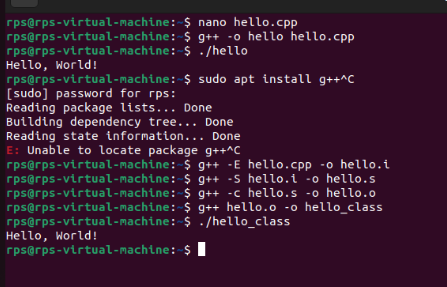 rps@rps-virtual-machine:~$ nano hello.cpp
rps@rps-virtual-machine:~$ g++ -o hello hello.cpp
rps@rps-virtual-machine:~$ ./hello
Hello, World!
rps@rps-virtual-machine:~$ sudo apt install g++^C
[sudo] password for rps:
Reading package lists... Done
Building dependency tree... Done
Reading state information... Done
E: Unable to locate package g++^C
rps@rps-virtual-machine:~$ g++ -E hello.cpp -o hello.i
rps@rps-virtual-machine:~$ g++ -S hello.i -o hello.s
rps@rps-virtual-machine:~$ g++ -c hello.s -o hello.o
rps@rps-virtual-machine:~$ g++ hello.o -o hello_class
rps@rps-virtual-machine:~$ ./hello_class
Hello, World!
rps@rps-virtual-machine:~$